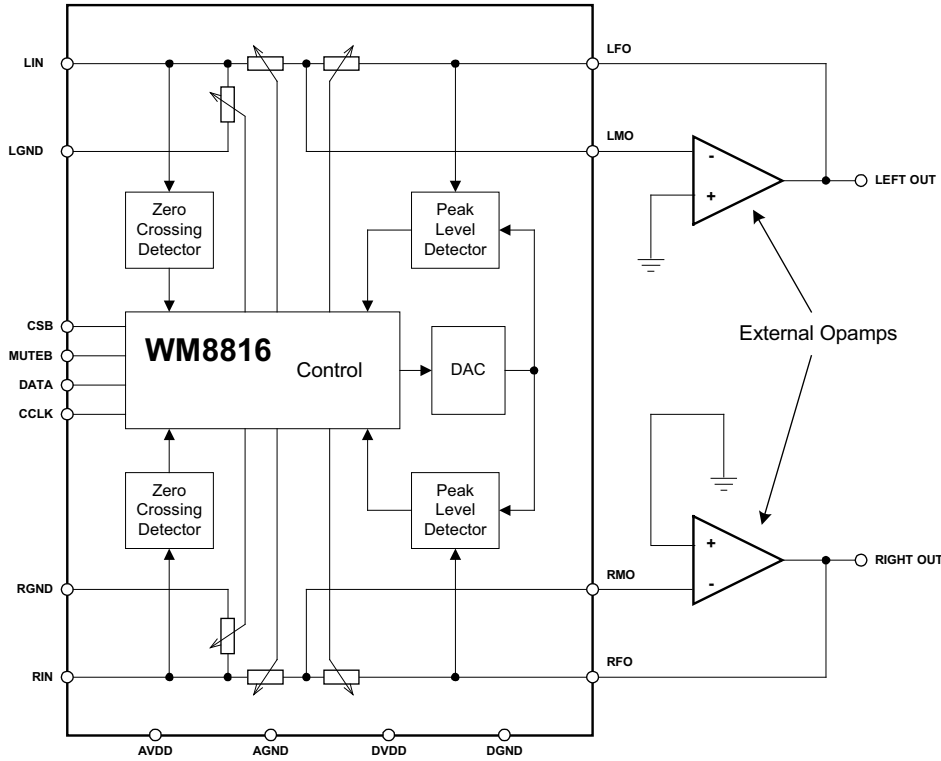 LIN
LFO
LGND
LMO
-
+
LEFT OUT
Zero
Crossing
Detector
Peak
Level
Detector
CSB
MUTEB
DATA
CCLK
WM8816
Control
DAC
External Opamps
Zero
Crossing
Detector
Peak
Level
Detector
+
-
RIGHT OUT
RGND
RMO
RIN
RFO
AVDD
AGND
DVDD
DGND